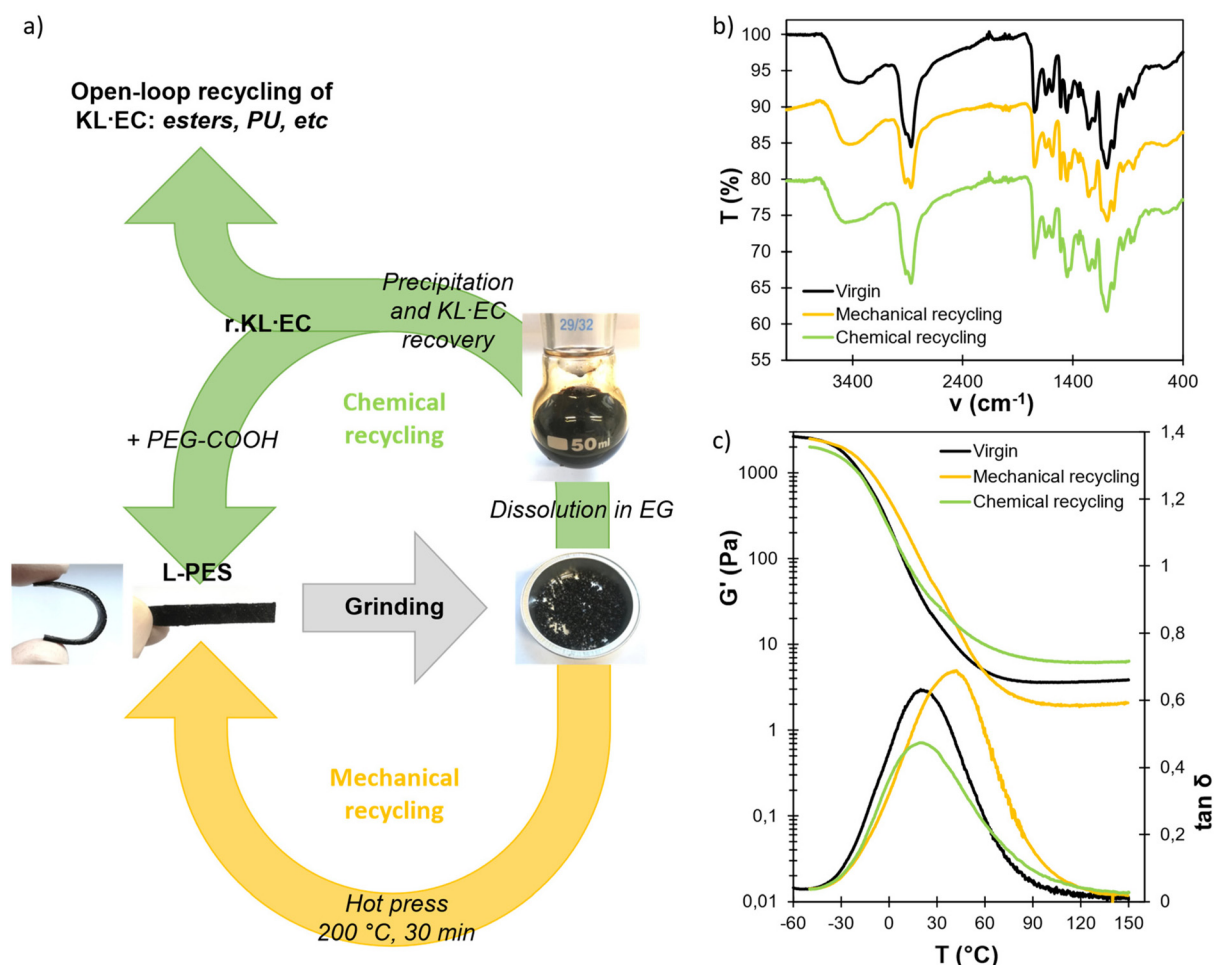 a)
Open-loop recycling of
KL·EC: esters, PU, etc
Precipitation
and KL·EC
recovery
r.KL·EC
29/32
50ml
Chemical
recycling
+ PEG-COOH
Dissolution in EG
L-PES
Grinding
Mechanical
recycling
Hot press
200 °C, 30 min
b)
T (%)
100
95
90
85
80
75
70
65
60
55
Virgin
Mechanical recycling
Chemical recycling
3400
2400
1400
400
ν (cm⁻¹)
c)
G' (Pa)
1000
100
10
1
0,1
0,01
Virgin
Mechanical recycling
Chemical recycling
1,4
1,2
1
0,8
0,6
0,4
0,2
0
tan δ
-60
-30
0
30
60
90
120
150
T (°C)